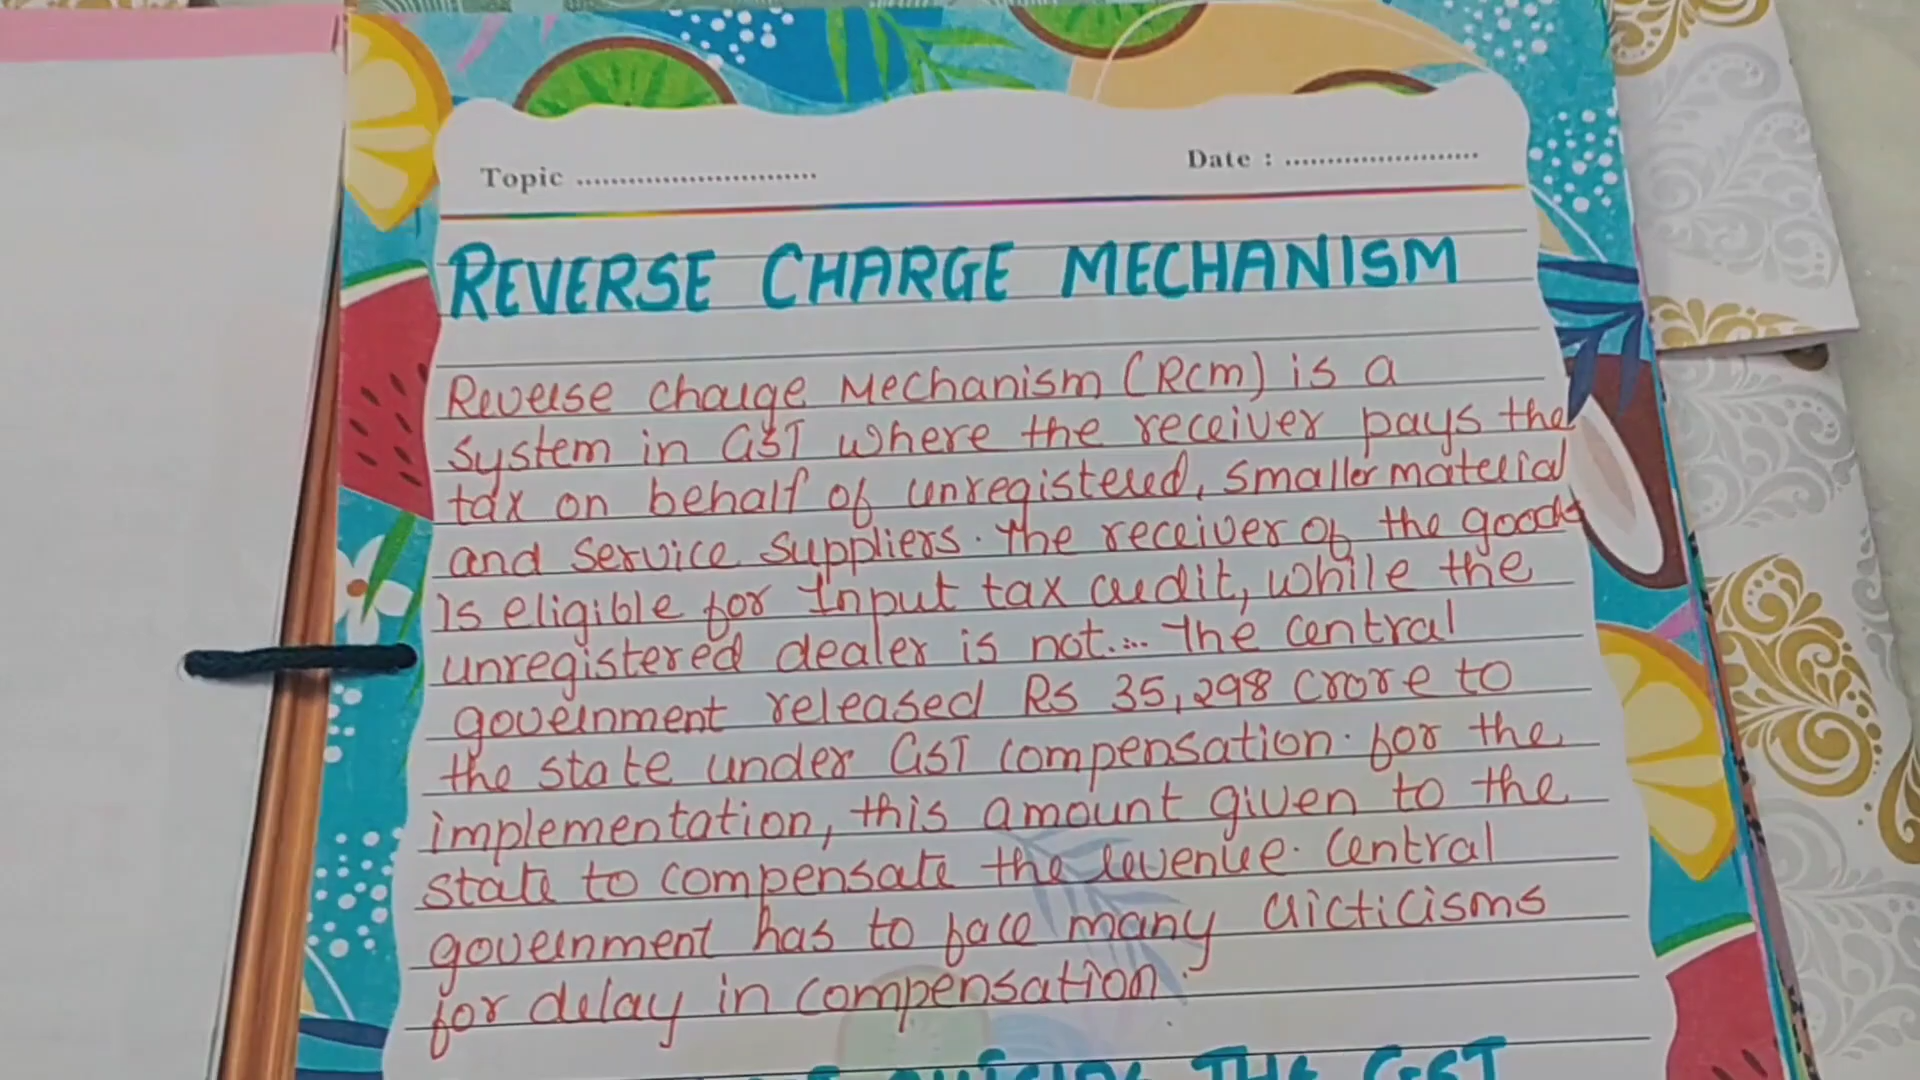 Topic ............................
Date : .......................
REVERSE CHARGE MECHANISM
Reverse charge Mechanism (Rcm) is a
system in GST where the receiver pays the
tax on behalf of unregistered, smaller material
and service suppliers. The receiver of the goods
is eligible for Input tax credit, while the
unregistered dealer is not.... The central
government released Rs 35,298 crore to
the state under GST compensation. for the
implementation, this amount given to the
state to compensate the revenue. Central
government has to face many cricticisms
for delay in compensation.
THE GST